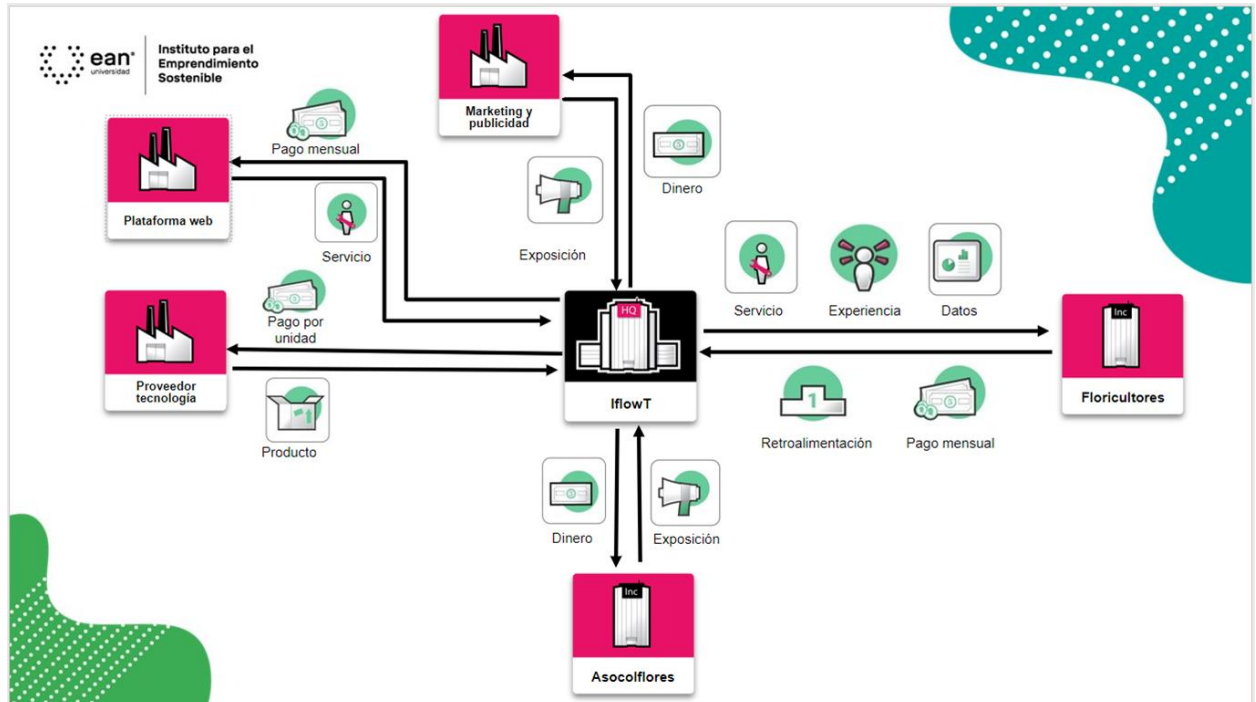 ean®
universidad
Instituto para el
Emprendimiento
Sostenible
Marketing y
publicidad
Pago mensual
Dinero
Plataforma web
Servicio
Exposición
Pago por
unidad
HQ
Servicio
Experiencia
Datos
Inc
Proveedor
tecnología
Producto
IflowT
1
Retroalimentación
Pago mensual
Floricultores
Dinero
Exposición
Inc
Asocolflores